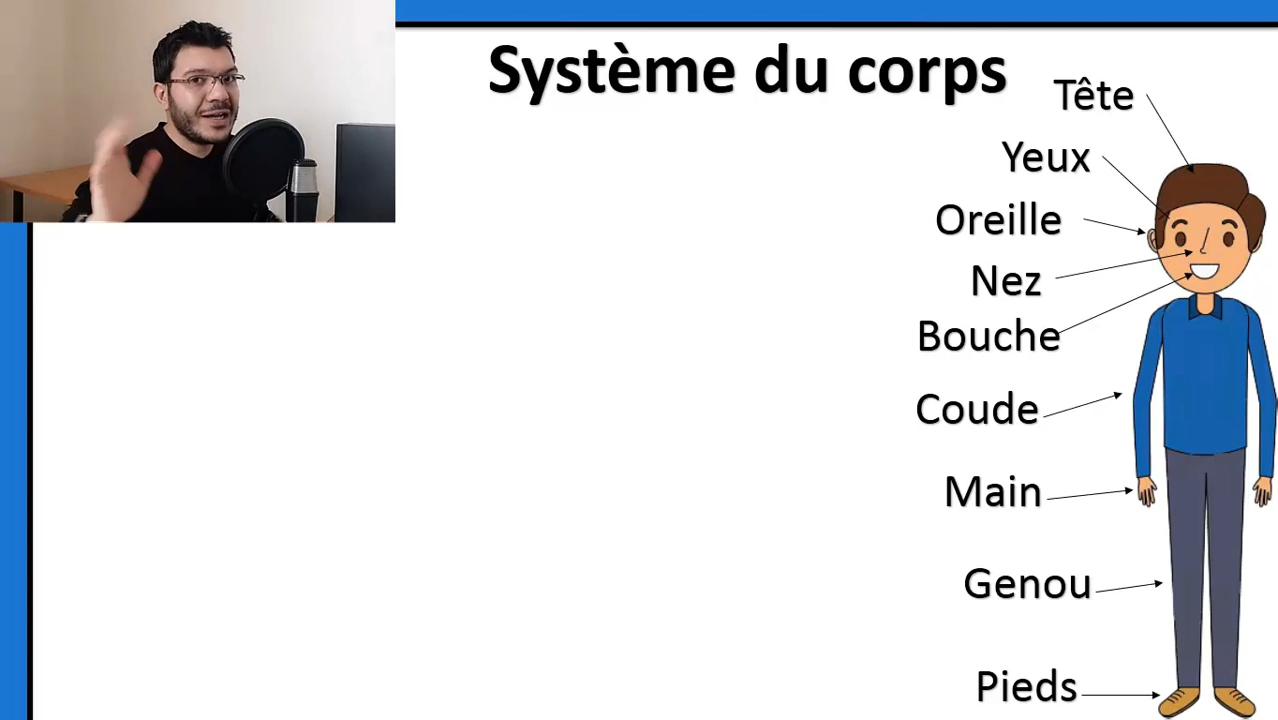 Système du corps
Tête
Yeux
Oreille
Nez
Bouche
Coude
Main
Genou
Pieds